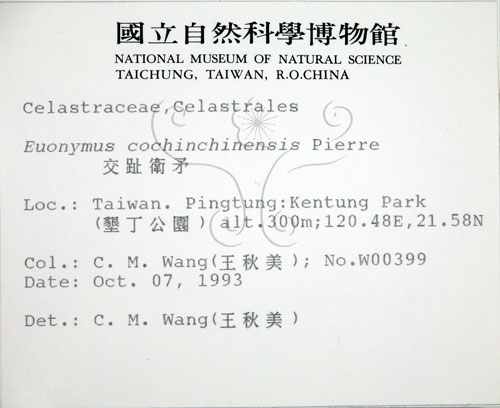 國立自然科學博物館
NATIONAL MUSEUM OF NATURAL SCIENCE
TAICHUNG, TAIWAN, R.O.CHINA
Celastraceae,Celastrales
Euonymus cochinchinensis Pierre
交趾衛矛
Loc.: Taiwan. Pingtung:Kentung Park
(墾丁公園) alt.300m;120.48E,21.58N
Col.: C. M. Wang(王秋美); No.W00399
Date: Oct. 07, 1993
Det.: C. M. Wang(王秋美)